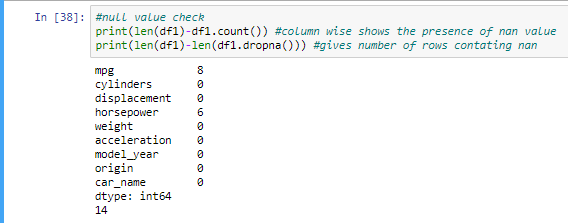 In [38]: #null value check
print(len(df1)-df1.count()) #column wise shows the presence of nan value
print(len(df1)-len(df1.dropna())) #gives number of rows contating nan
mpg 8
cylinders 0
displacement 0
horsepower 6
weight 0
acceleration 0
model_year 0
origin 0
car_name 0
dtype: int64
14